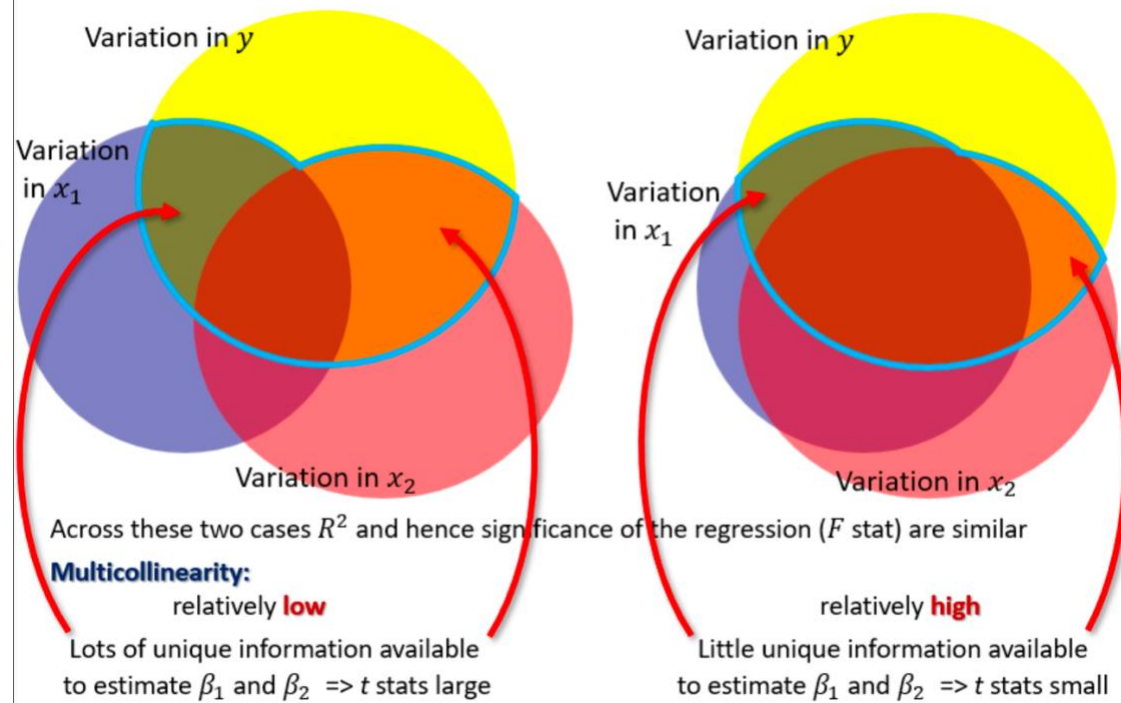 Variation in y
Variation
in x₁
Variation in x₂
Variation in y
Variation
in x₁
Variation in x₂
Across these two cases R² and hence significance of the regression (F stat) are similar
Multicollinearity:
relatively low
Lots of unique information available
to estimate β₁ and β₂ => t stats large
relatively high
Little unique information available
to estimate β₁ and β₂ => t stats small